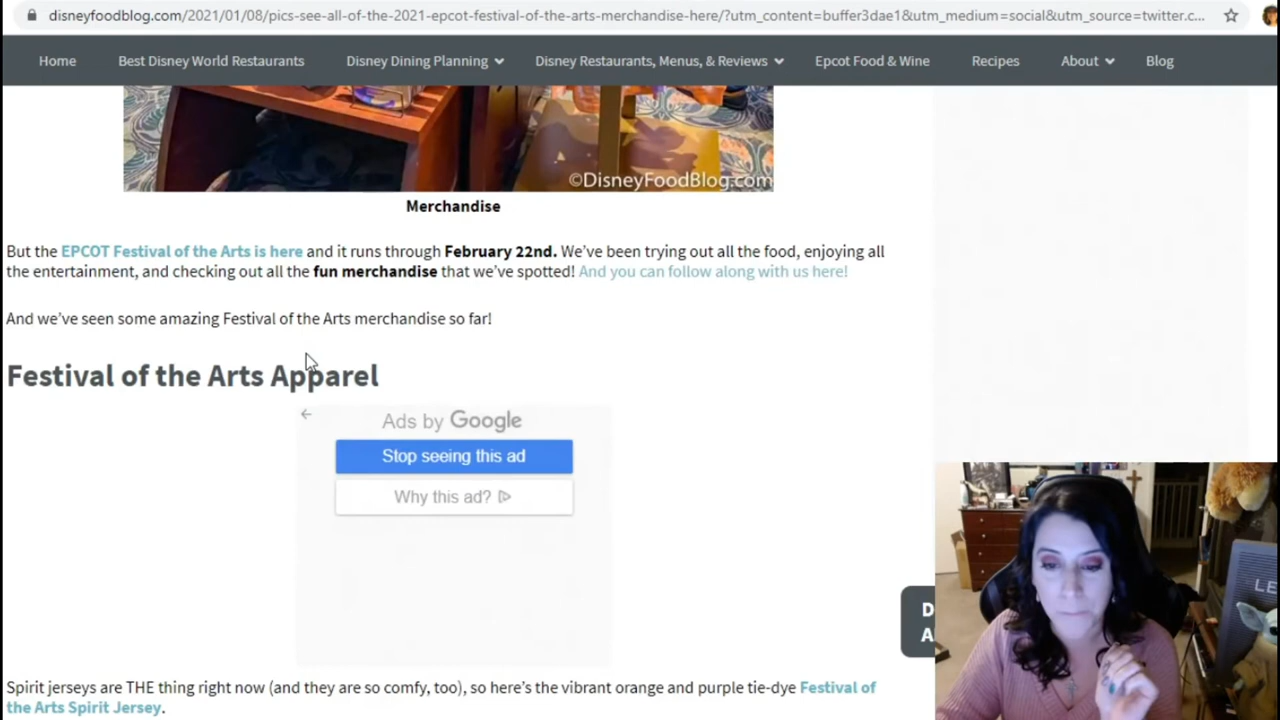 disneyfoodblog.com/2021/01/08/pics-see-all-of-the-2021-epcot-festival-of-the-arts-merchandise-here/?utm_content=buffer3dae1&utm_medium=social&utm_source=twitter.c...
Home Best Disney World Restaurants Disney Dining Planning Disney Restaurants, Menus, & Reviews Epcot Food & Wine Recipes About Blog
©DisneyFoodBlog.com
Merchandise
But the EPCOT Festival of the Arts is here and it runs through February 22nd. We've been trying out all the food, enjoying all
the entertainment, and checking out all the fun merchandise that we've spotted! And you can follow along with us here!
And we've seen some amazing Festival of the Arts merchandise so far!
Festival of the Arts Apparel
Ads by Google
Stop seeing this ad
Why this ad?
D
A
LE
Spirit jerseys are THE thing right now (and they are so comfy, too), so here's the vibrant orange and purple tie-dye Festival of
the Arts Spirit Jersey.